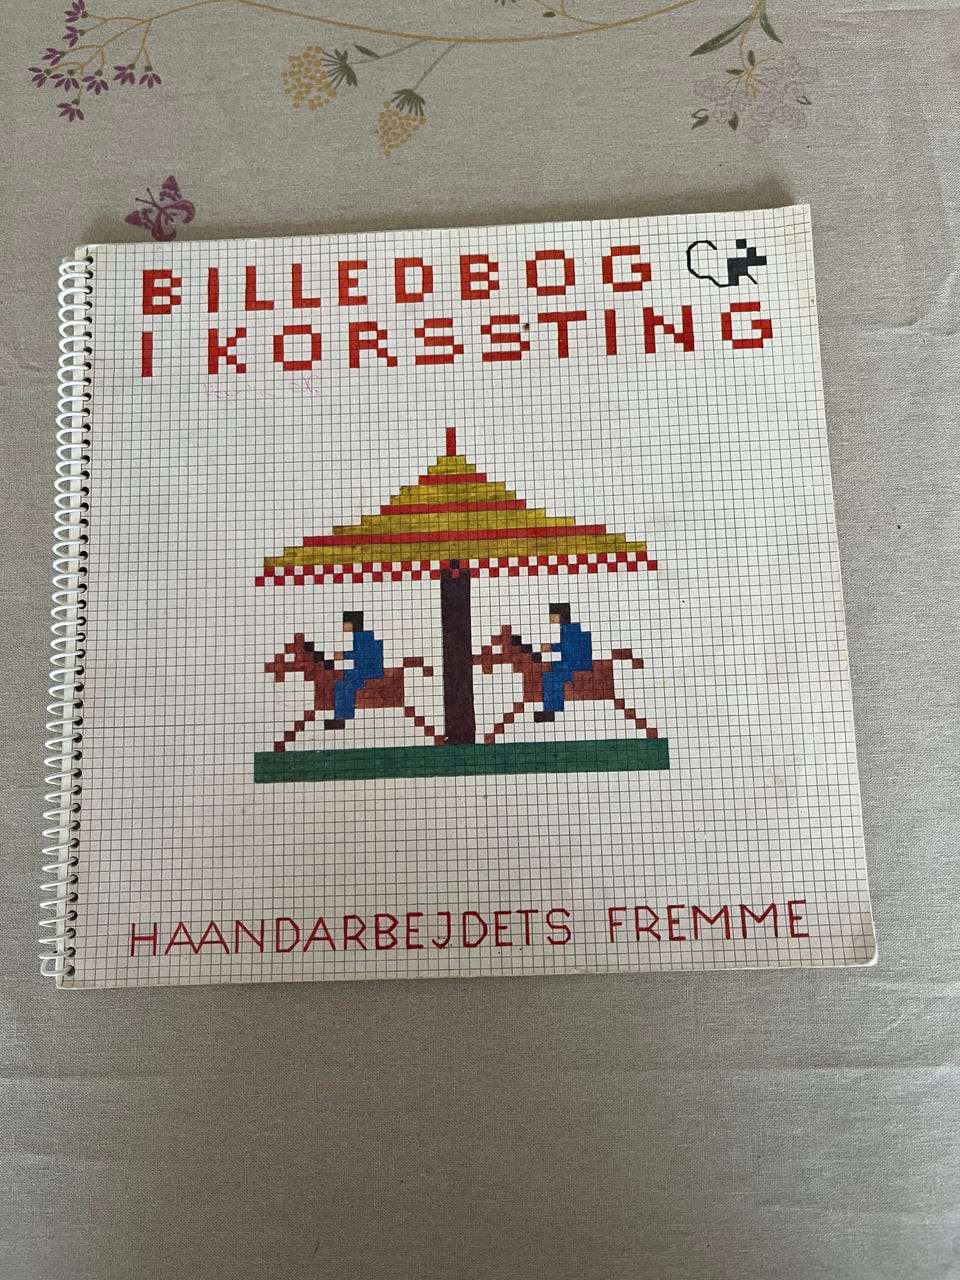 BILLEDBOG
I KORSSTING
HAANDARBEJDETS FREMME